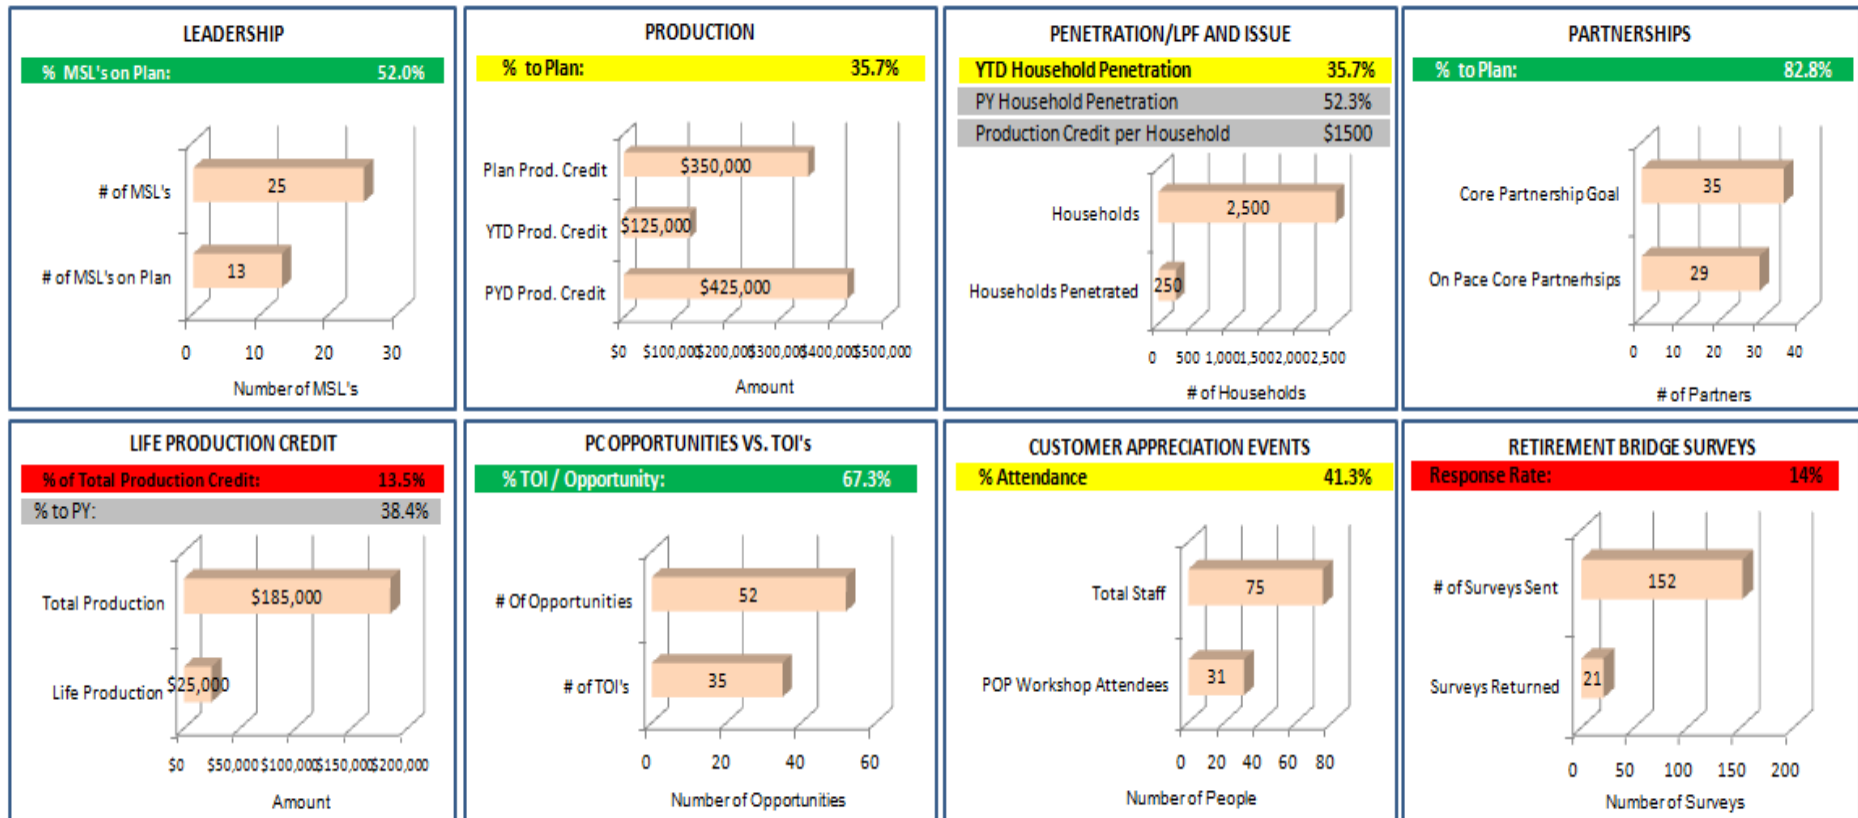 LEADERSHIP
% MSL's on Plan: 52.0%
# of MSL's
25
# of MSL's on Plan
13
0 10 20 30
Number of MSL's
PRODUCTION
% to Plan: 35.7%
Plan Prod. Credit
$350,000
YTD Prod. Credit
$125,000
PYD Prod. Credit
$425,000
$0 $100,000 $200,000 $300,000 $400,000 $500,000
Amount
PENETRATION/LPF AND ISSUE
YTD Household Penetration 35.7%
PY Household Penetration 52.3%
Production Credit per Household $1500
Households
2,500
Households Penetrated
250
0 500 1,000 1,500 2,000 2,500
# of Households
PARTNERSHIPS
% to Plan: 82.8%
Core Partnership Goal
35
On Pace Core Partnerhsips
29
0 10 20 30 40
# of Partners
LIFE PRODUCTION CREDIT
% of Total Production Credit: 13.5%
% to PY: 38.4%
Total Production
$185,000
Life Production
$25,000
$0 $50,000 $100,000 $150,000 $200,000
Amount
PC OPPORTUNITIES VS. TOI's
% TOI / Opportunity: 67.3%
# Of Opportunities
52
# of TOI's
35
0 20 40 60
Number of Opportunities
CUSTOMER APPRECIATION EVENTS
% Attendance 41.3%
Total Staff
75
POP Workshop Attendees
31
0 20 40 60 80
Number of People
RETIREMENT BRIDGE SURVEYS
Response Rate: 14%
# of Surveys Sent
152
Surveys Returned
21
0 50 100 150 200
Number of Surveys